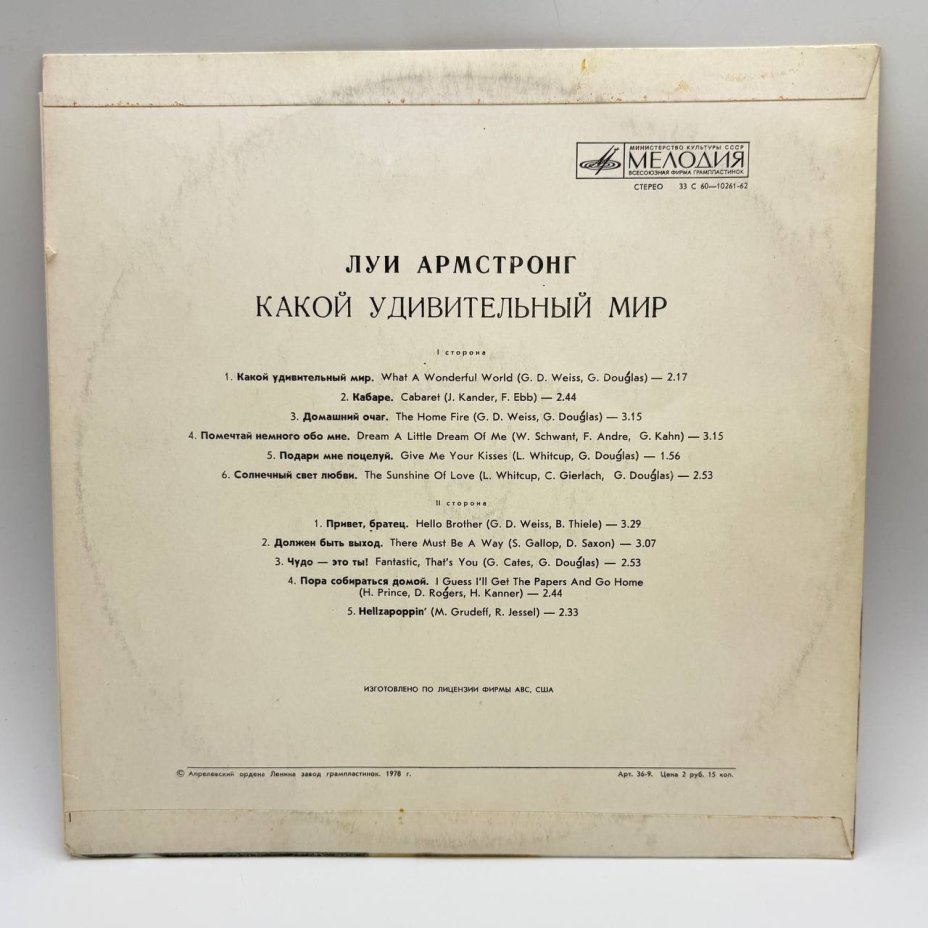 МИНИСТЕРСТВО КУЛЬТУРЫ СССР
МЕЛОДИЯ
ВСЕСОЮЗНАЯ ФИРМА ГРАМПЛАСТИНОК
СТЕРЕО 33 С 60—10261-62
ЛУИ АРМСТРОНГ
КАКОЙ УДИВИТЕЛЬНЫЙ МИР
I сторона
1. Какой удивительный мир. What A Wonderful World (G. D. Weiss, G. Douglas) — 2.17
2. Кабаре. Cabaret (J. Kander, F. Ebb) — 2.44
3. Домашний очаг. The Home Fire (G. D. Weiss, G. Douglas) — 3.15
4. Помечтай немного обо мне. Dream A Little Dream Of Me (W. Schwant, F. Andre, G. Kahn) — 3.15
5. Подари мне поцелуй. Give Me Your Kisses (L. Whitcup, G. Douglas) — 1.56
6. Солнечный свет любви. The Sunshine Of Love (L. Whitcup, C. Gierlach, G. Douglas) — 2.53
II сторона
1. Привет, братец. Hello Brother (G. D. Weiss, B. Thiele) — 3.29
2. Должен быть выход. There Must Be A Way (S. Gallop, D. Saxon) — 3.07
3. Чудо — это ты! Fantastic, That's You (G. Cates, G. Douglas) — 2.53
4. Пора собираться домой. I Guess I'll Get The Papers And Go Home
(H. Prince, D. Rogers, H. Kanner) — 2.44
5. Hellzapoppin' (M. Grudeff, R. Jessel) — 2.33
ИЗГОТОВЛЕНО ПО ЛИЦЕНЗИИ ФИРМЫ ABC, США
© Апрелевский ордена Ленина завод грампластинок. 1978 г. Арт. 36-9. Цена 2 руб. 15 коп.